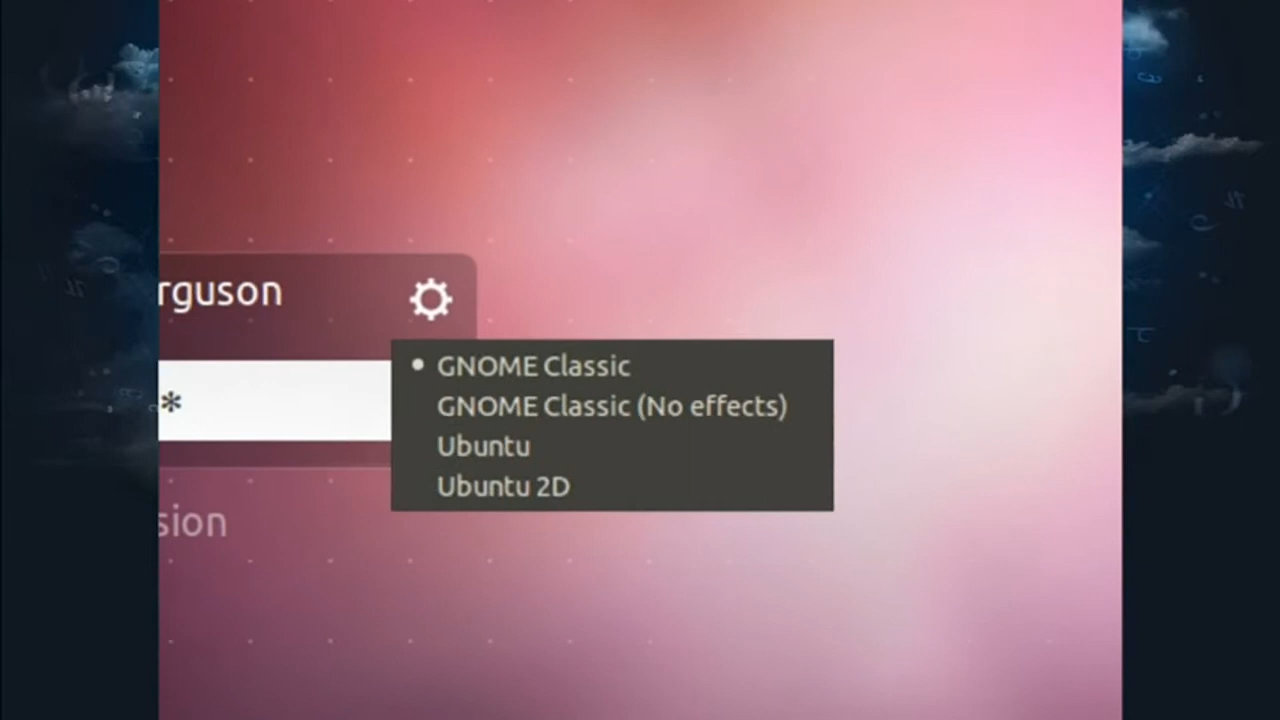 rguson
GNOME Classic
*
GNOME Classic (No effects)
Ubuntu
Ubuntu 2D
sion